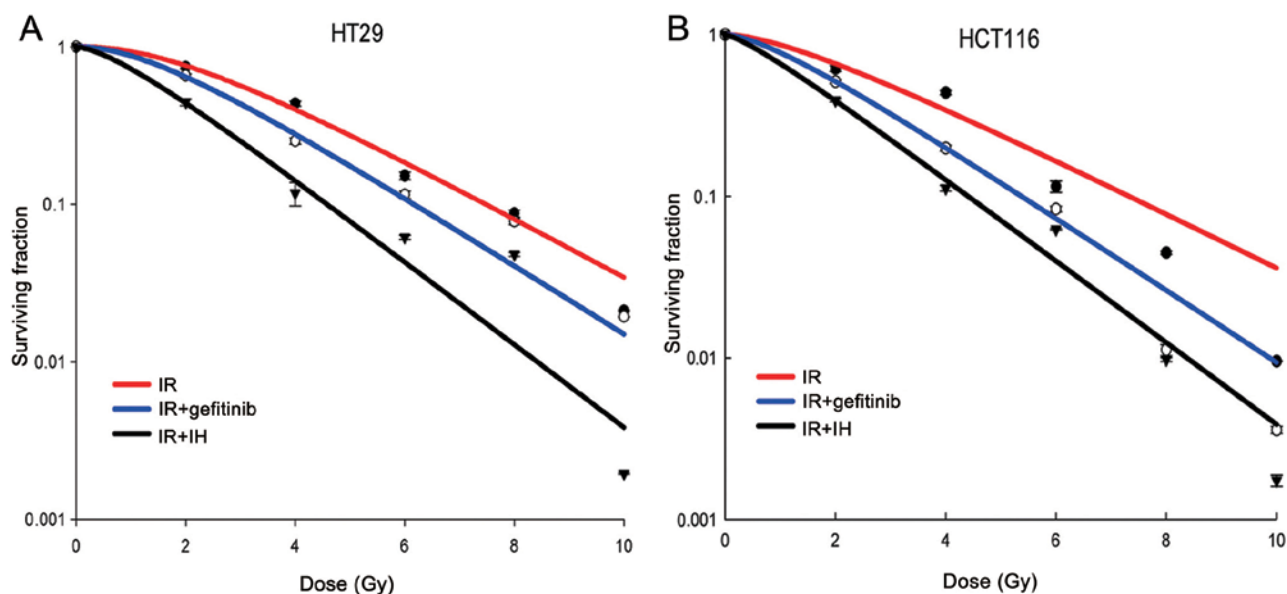 A
HT29
Surviving fraction
1
0.1
0.01
0.001
IR
IR+gefitinib
IR+IH
0 2 4 6 8 10
Dose (Gy)
B
HCT116
Surviving fraction
1
0.1
0.01
0.001
IR
IR+gefitinib
IR+IH
0 2 4 6 8 10
Dose (Gy)